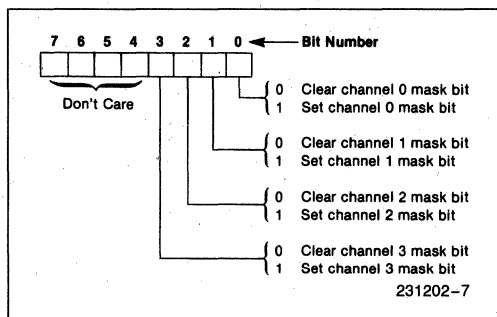 7 6 5 4 3 2 1 0 Bit Number
Don't Care
0 Clear channel 0 mask bit
1 Set channel 0 mask bit
0 Clear channel 1 mask bit
1 Set channel 1 mask bit
0 Clear channel 2 mask bit
1 Set channel 2 mask bit
0 Clear channel 3 mask bit
1 Set channel 3 mask bit
231202-7